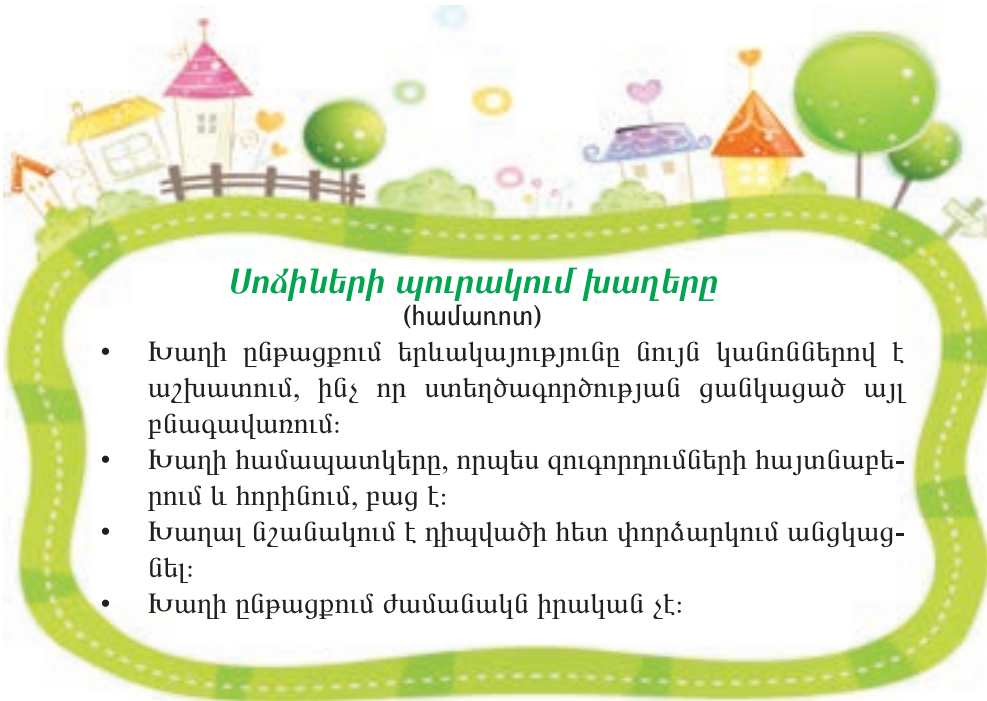 Սոճիների պուրակում խաղերը
(համառոտ)
• Խաղի ընթացքում երևակայությունը նույն կանոններով է
աշխատում, ինչ որ ստեղծագործության ցանկացած այլ
բնագավառում:
• Խաղի համապատկերը, որպես զուգորդումների հայտնաբե-
րում և հորինում, բաց է:
• Խաղալ նշանակում է դիպվածի հետ փորձարկում անցկաց-
նել:
• Խաղի ընթացքում ժամանակն իրական չէ: